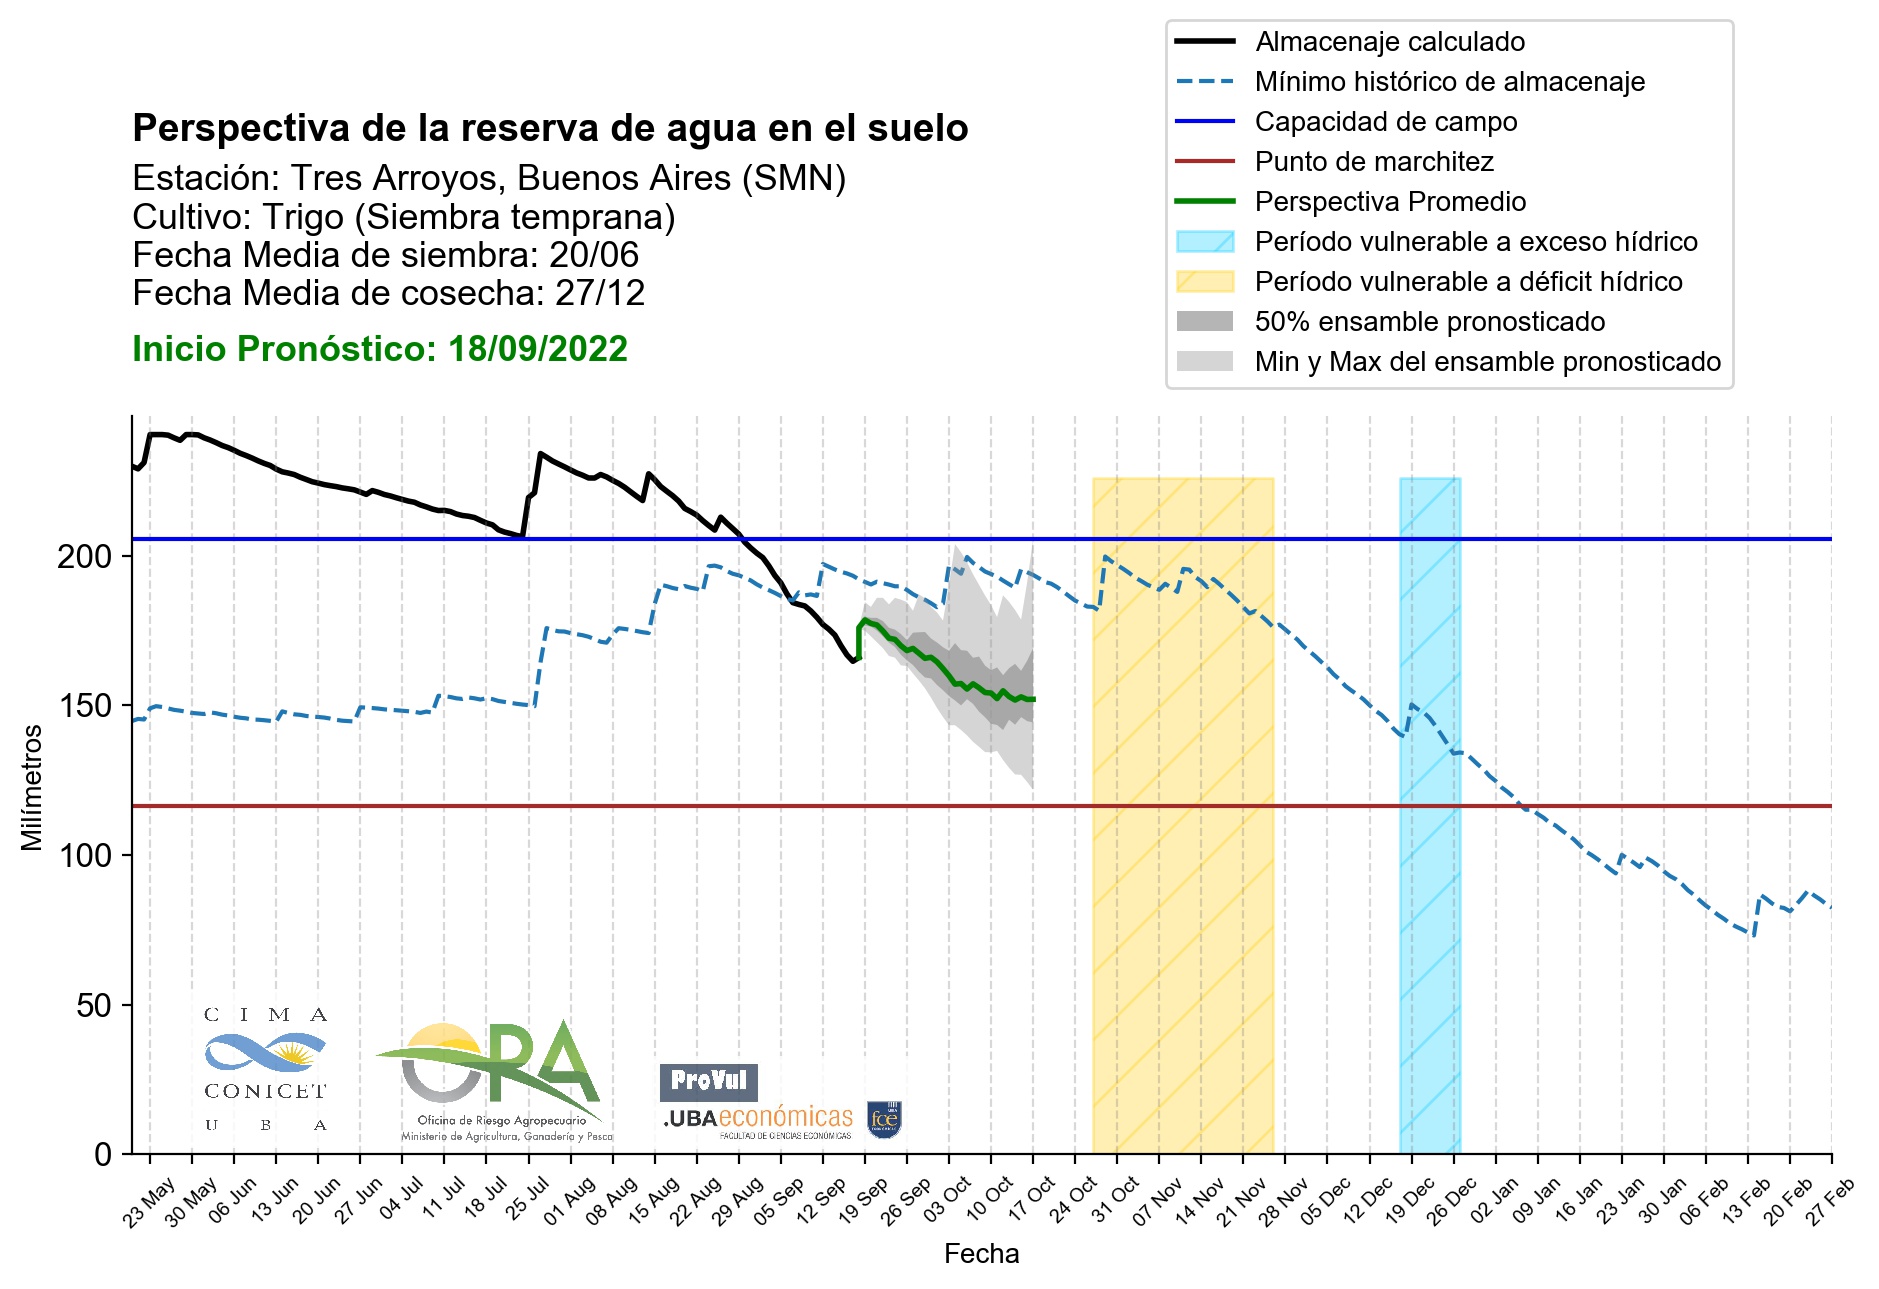 Almacenaje calculado
Mínimo histórico de almacenaje
Capacidad de campo
Punto de marchitez
Perspectiva Promedio
Período vulnerable a exceso hídrico
Período vulnerable a déficit hídrico
50% ensamble pronosticado
Min y Max del ensamble pronosticado
Perspectiva de la reserva de agua en el suelo
Estación: Tres Arroyos, Buenos Aires (SMN)
Cultivo: Trigo (Siembra temprana)
Fecha Media de siembra: 20/06
Fecha Media de cosecha: 27/12
Inicio Pronóstico: 18/09/2022
Milímetros
200
150
100
50
0
CIMA
CONICET
UBA
ORA
Oficina de Riesgo Agropecuario
Ministerio de Agricultura, Ganadería y Pesca
ProVul
.UBAeconómicas
FACULTAD DE CIENCIAS ECONÓMICAS
UBA
fce
ECONÓMICAS
23 May
30 May
06 Jun
13 Jun
20 Jun
27 Jun
04 Jul
11 Jul
18 Jul
25 Jul
01 Aug
08 Aug
15 Aug
22 Aug
29 Aug
05 Sep
12 Sep
19 Sep
26 Sep
03 Oct
10 Oct
17 Oct
24 Oct
31 Oct
07 Nov
14 Nov
21 Nov
28 Nov
05 Dec
12 Dec
19 Dec
26 Dec
02 Jan
09 Jan
16 Jan
23 Jan
30 Jan
06 Feb
13 Feb
20 Feb
27 Feb
Fecha